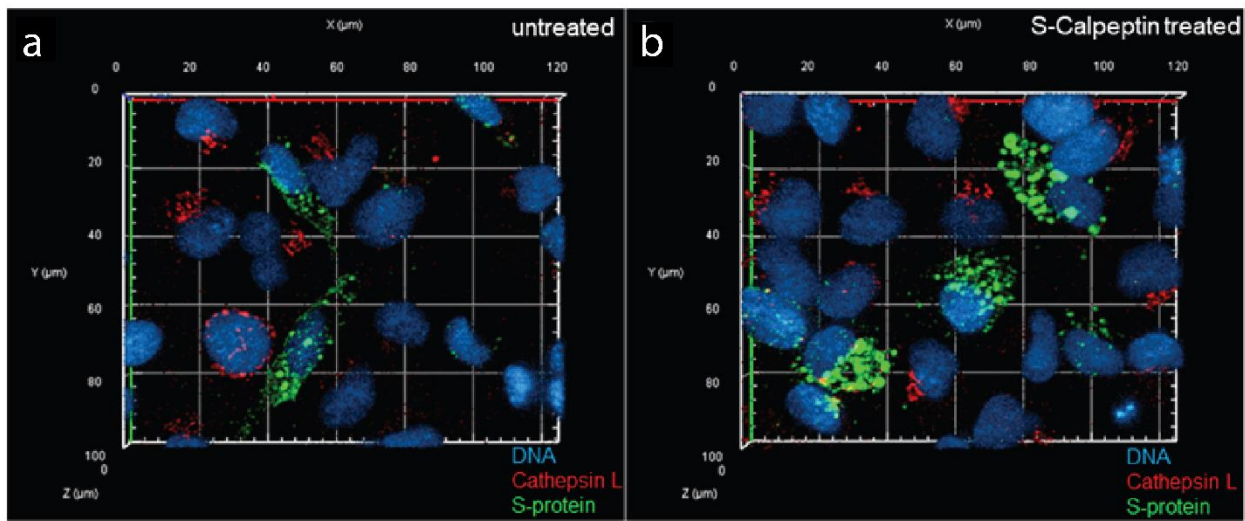 a
X (µm)
untreated
0 20 40 60 80 100 120
0
20
40
Y (µm)
60
80
100
0
Z (µm)
DNA
Cathepsin L
S-protein
b
X (µm)
S-Calpeptin treated
0 20 40 60 80 100 120
0
20
40
Y (µm)
60
80
100
0
Z (µm)
DNA
Cathepsin L
S-protein